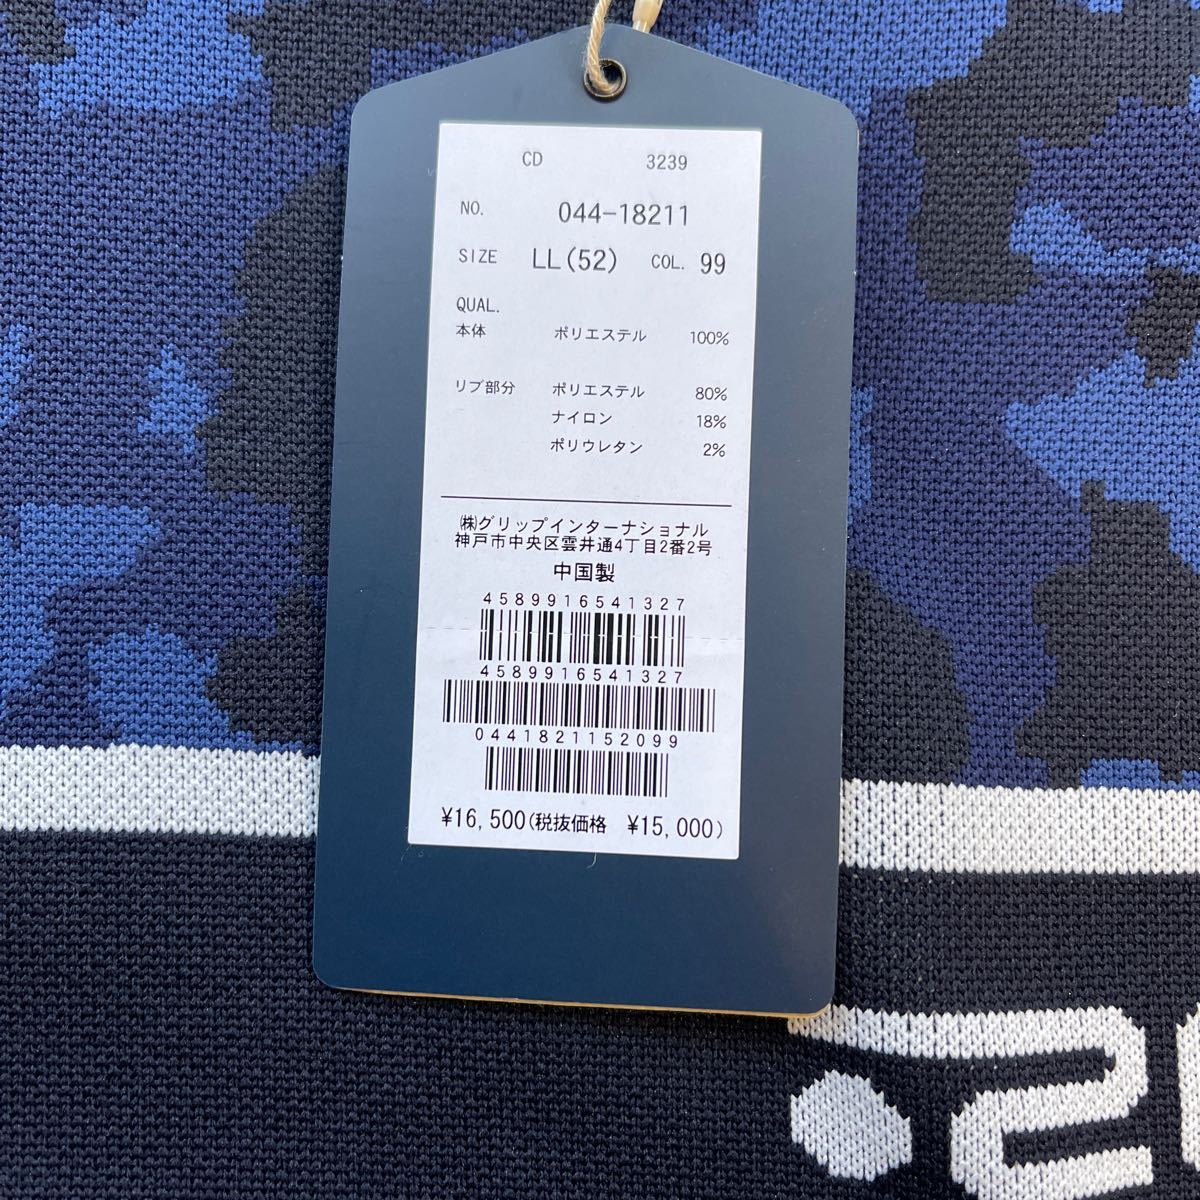 CD 3239
NO. 044-18211
SIZE LL(52) COL. 99
QUAL.
本体 ポリエステル 100%
リブ部分 ポリエステル 80%
ナイロン 18%
ポリウレタン 2%
㈱グリップインターナショナル
神戸市中央区雲井通4丁目2番2号
中国製
4589916541327
4589916541327
0441821152099
¥16,500(税抜価格 ¥15,000)